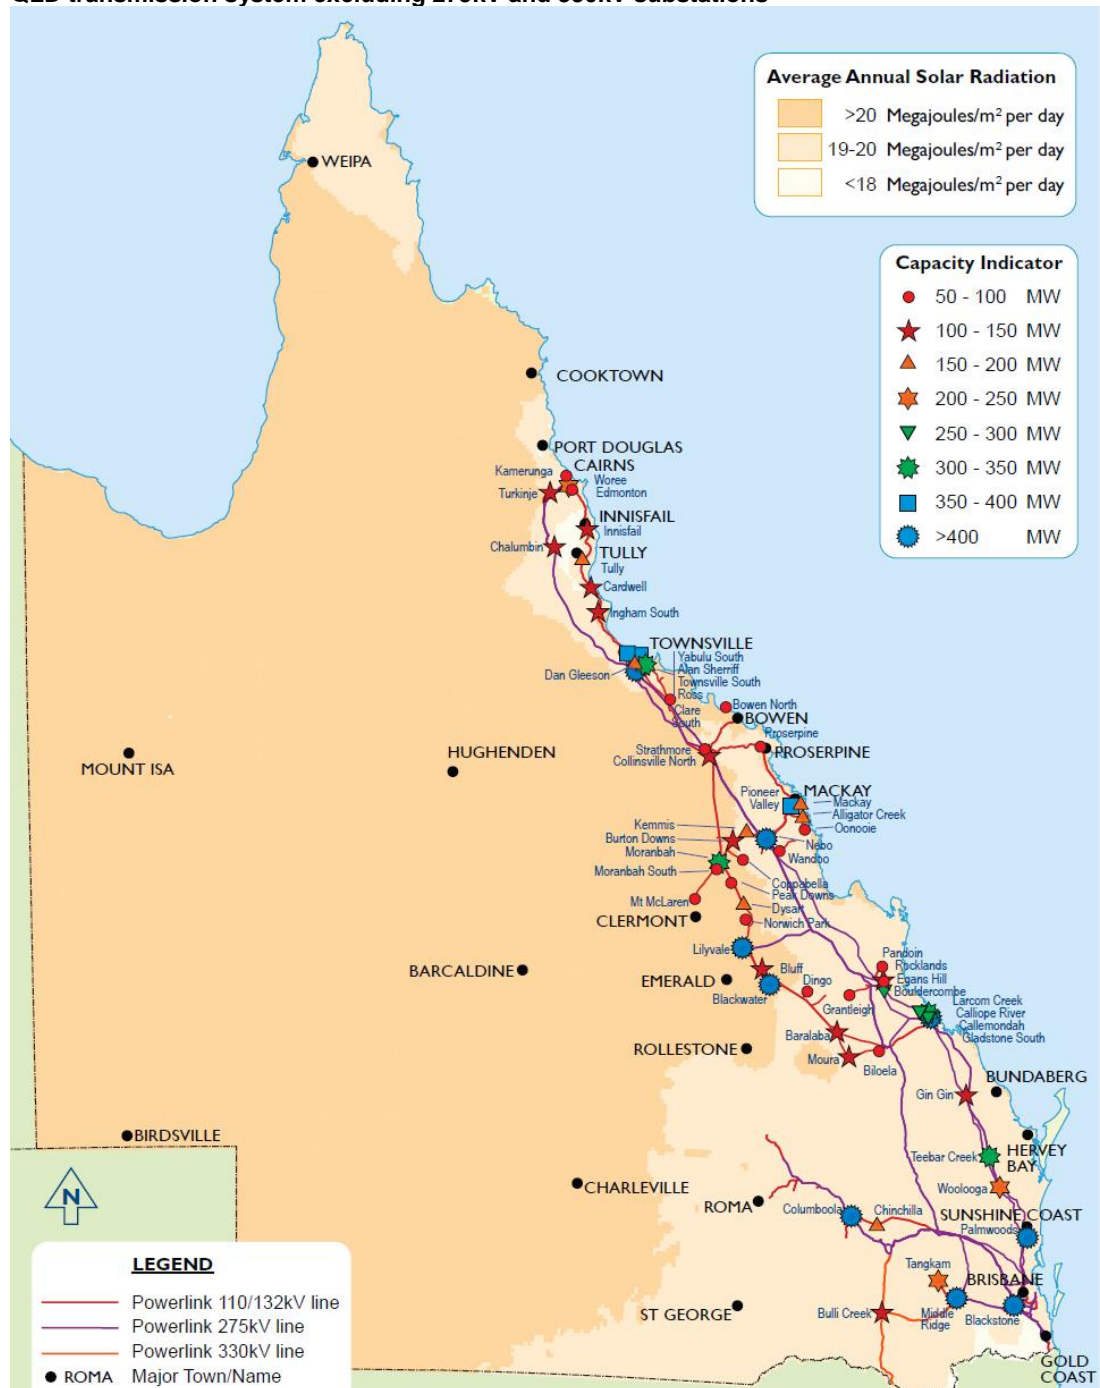 QLD transmission system excluding 275kV and 330kV substations
Average Annual Solar Radiation
>20 Megajoules/m² per day
19-20 Megajoules/m² per day
<18 Megajoules/m² per day
Capacity Indicator
50 - 100 MW
100 - 150 MW
150 - 200 MW
200 - 250 MW
250 - 300 MW
300 - 350 MW
350 - 400 MW
>400 MW
WEIPA
COOKTOWN
PORT DOUGLAS
CAIRNS
Kamerunga
Woree
Turkinje
Edmonton
INNISFAIL
Innisfail
Chalumbin
TULLY
Tully
Cardwell
Ingham South
TOWNSVILLE
Yabulu South
Alan Sherriff
Dan Gleeson
Townsville South
Ross
Clare
South
Bowen North
BOWEN
Proserpine
Strathmore
PROSERPINE
Collinsville North
HUGHENDEN
MOUNT ISA
Pioneer
Valley
MACKAY
Mackay
Alligator Creek
Oonooie
Kemmis
Burton Downs
Nebo
Moranbah
Wandoo
Moranbah South
Coppabella
Peak Downs
Mt McLaren
Dysart
CLERMONT
Norwich Park
Lilyvale
BARCALDINE
Bluff
EMERALD
Dingo
Blackwater
Pandoin
Rocklands
Egans Hill
Bouldercombe
Grantleigh
Larcom Creek
Calliope River
Callemondah
Gladstone South
Baralaba
ROLLESTONE
Moura
Biloela
BUNDABERG
Gin Gin
BIRDSVILLE
HERVEY
BAY
Teebar Creek
CHARLEVILLE
Woolooga
ROMA
Columboola
Chinchilla
SUNSHINE COAST
Palmwoods
Tangkam
BRISBANE
ST GEORGE
Bulli Creek
Middle
Ridge
Blackstone
GOLD
COAST
N
LEGEND
Powerlink 110/132kV line
Powerlink 275kV line
Powerlink 330kV line
ROMA Major Town/Name